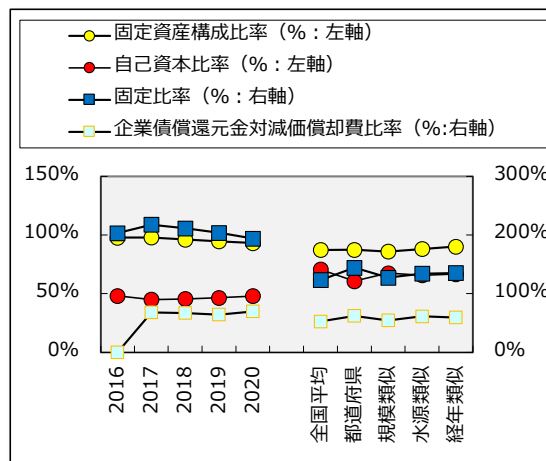 固定資産構成比率（%：左軸）
自己資本比率（%：左軸）
固定比率（%：右軸）
企業債償還元金対減価償却費比率（%:右軸）
150%
300%
100%
200%
50%
100%
0%
0%
2016
2017
2018
2019
2020
全国平均
都道府県
規模類似
水源類似
経年類似